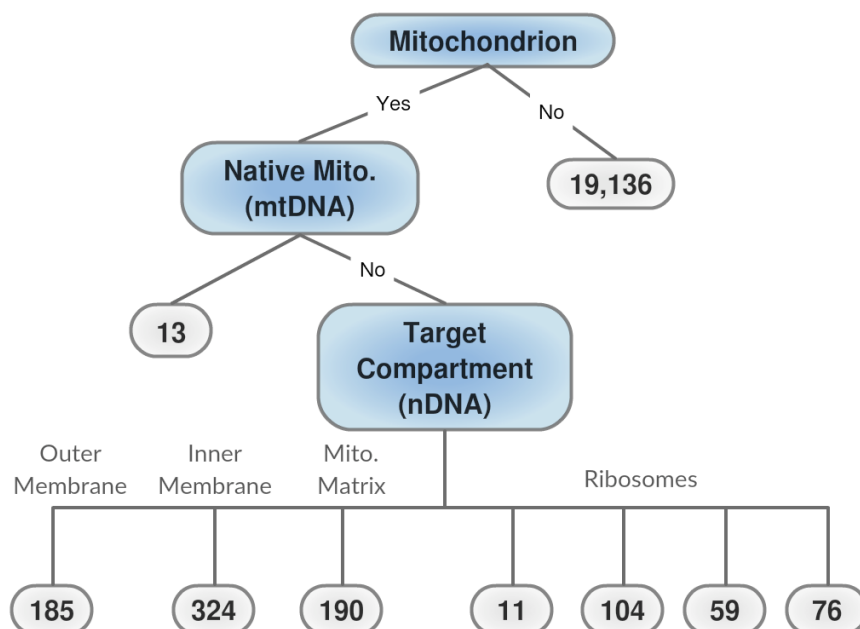 Mitochondrion
Yes
No
Native Mito.
(mtDNA)
19,136
No
13
Target
Compartment
(nDNA)
Outer
Membrane
Inner
Membrane
Mito.
Matrix
Ribosomes
185
324
190
11
104
59
76